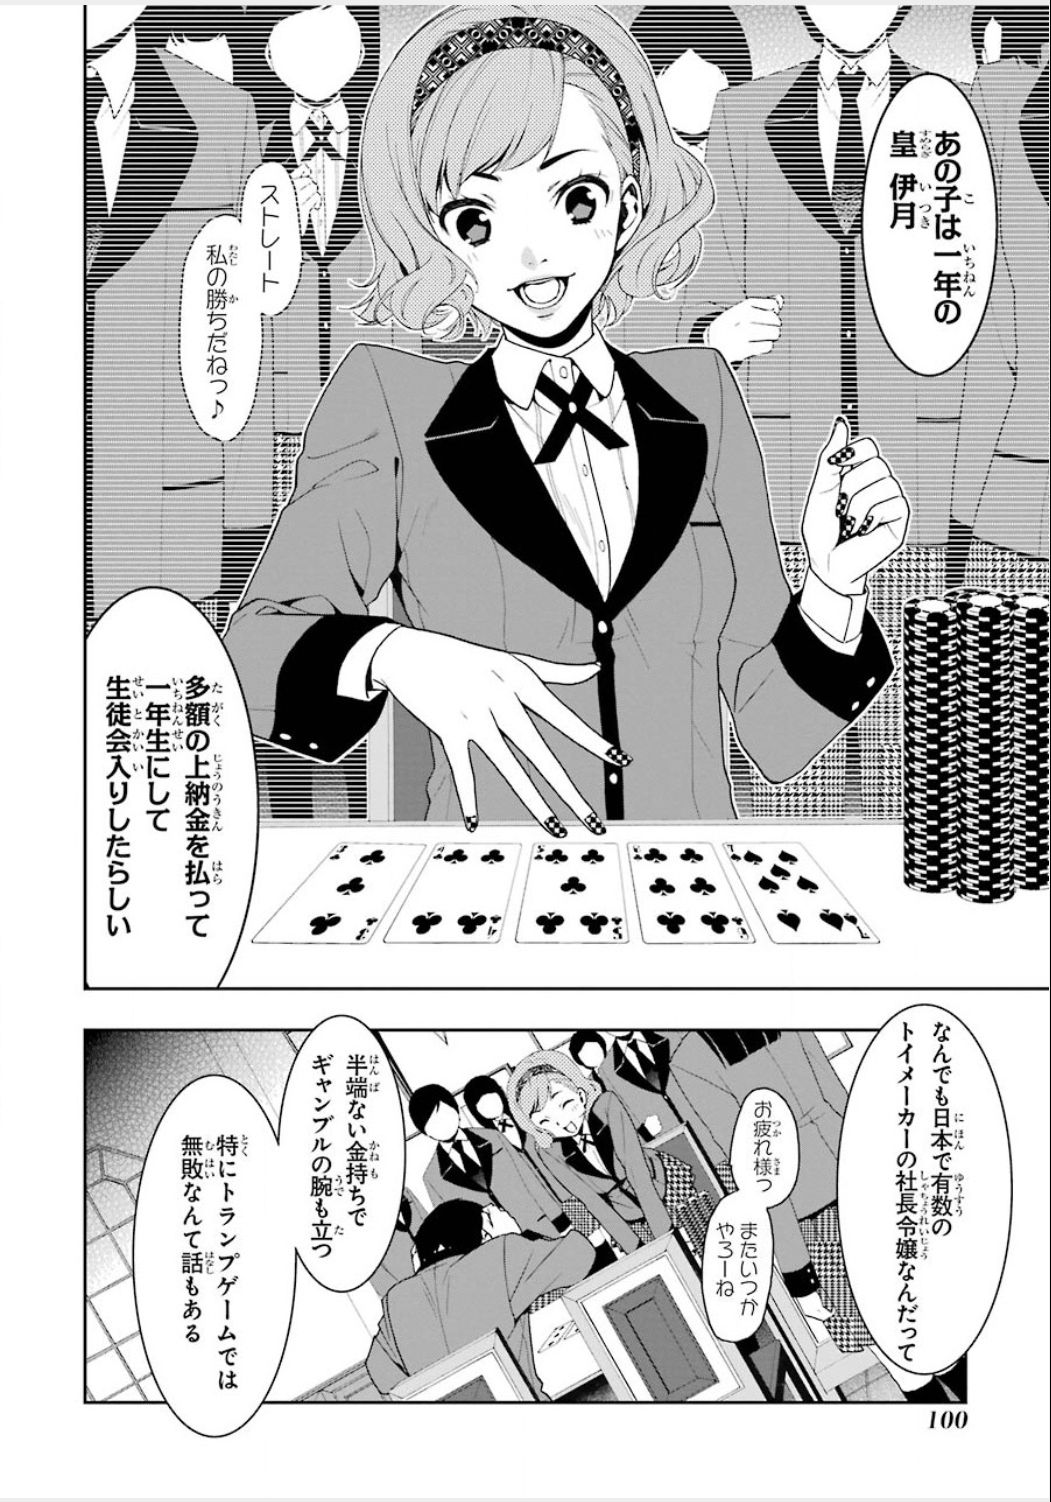 あの子は一年の
皇 伊月
ストレート
私の勝ちだねっ♪
多額の上納金を払って
一年生にして
生徒会入りしたらしい
なんでも日本で有数の
トイメーカーの社長令嬢なんだって
お疲れ様っ
またいつか
やろーね
半端ない金持ちで
ギャンブルの腕も立つ
特にトランプゲームでは
無敗なんて話もある
100